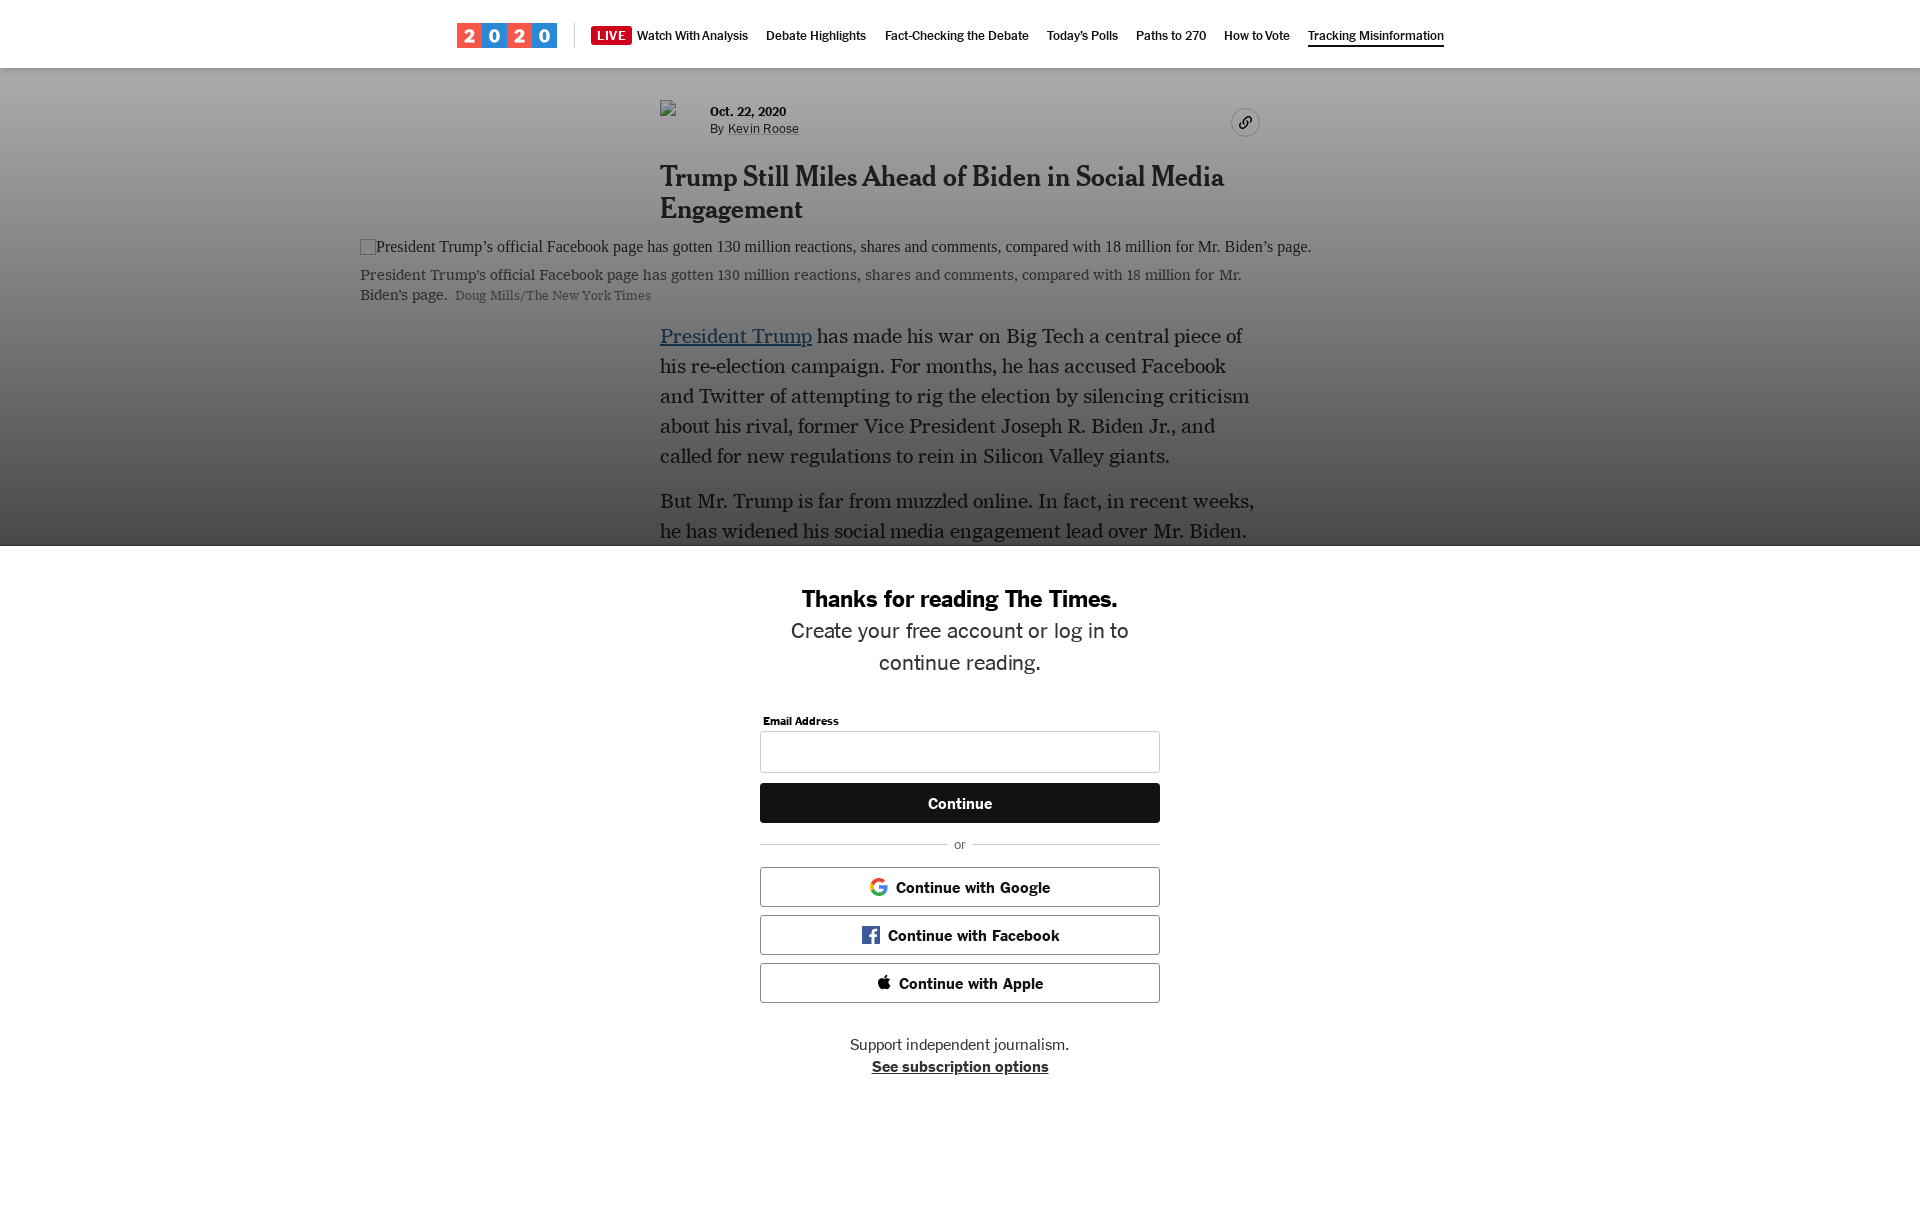 2020
LIVE Watch With Analysis Debate Highlights Fact-Checking the Debate Today’s Polls Paths to 270 How to Vote Tracking Misinformation
Oct. 22, 2020
By Kevin Roose
Trump Still Miles Ahead of Biden in Social Media
Engagement
President Trump’s official Facebook page has gotten 130 million reactions, shares and comments, compared with 18 million for Mr. Biden’s page.
President Trump’s official Facebook page has gotten 130 million reactions, shares and comments, compared with 18 million for Mr.
Biden’s page. Doug Mills/The New York Times
President Trump has made his war on Big Tech a central piece of
his re-election campaign. For months, he has accused Facebook
and Twitter of attempting to rig the election by silencing criticism
about his rival, former Vice President Joseph R. Biden Jr., and
called for new regulations to rein in Silicon Valley giants.
But Mr. Trump is far from muzzled online. In fact, in recent weeks,
he has widened his social media engagement lead over Mr. Biden.
Thanks for reading The Times.
Create your free account or log in to
continue reading.
Email Address
Continue
or
Continue with Google
Continue with Facebook
Continue with Apple
Support independent journalism.
See subscription options